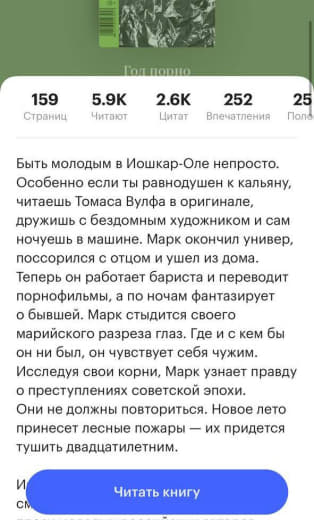 Год порно
159 5.9K 2.6K 252 25
Страниц Читают Цитат Впечатления Поло
Быть молодым в Йошкар-Оле непросто.
Особенно если ты равнодушен к кальяну,
читаешь Томаса Вулфа в оригинале,
дружишь с бездомным художником и сам
ночуешь в машине. Марк окончил универ,
поссорился с отцом и ушел из дома.
Теперь он работает бариста и переводит
порнофильмы, а по ночам фантазирует
о бывшей. Марк стыдится своего
марийского разреза глаз. Где и с кем бы
он ни был, он чувствует себя чужим.
Исследуя свои корни, Марк узнает правду
о преступлениях советской эпохи.
Они не должны повториться. Новое лето
принесет лесные пожары — их придется
тушить двадцатилетним.
Читать книгу